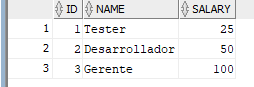 ID NAME SALARY
1 1 Tester 25
2 2 Desarrollador 50
3 3 Gerente 100